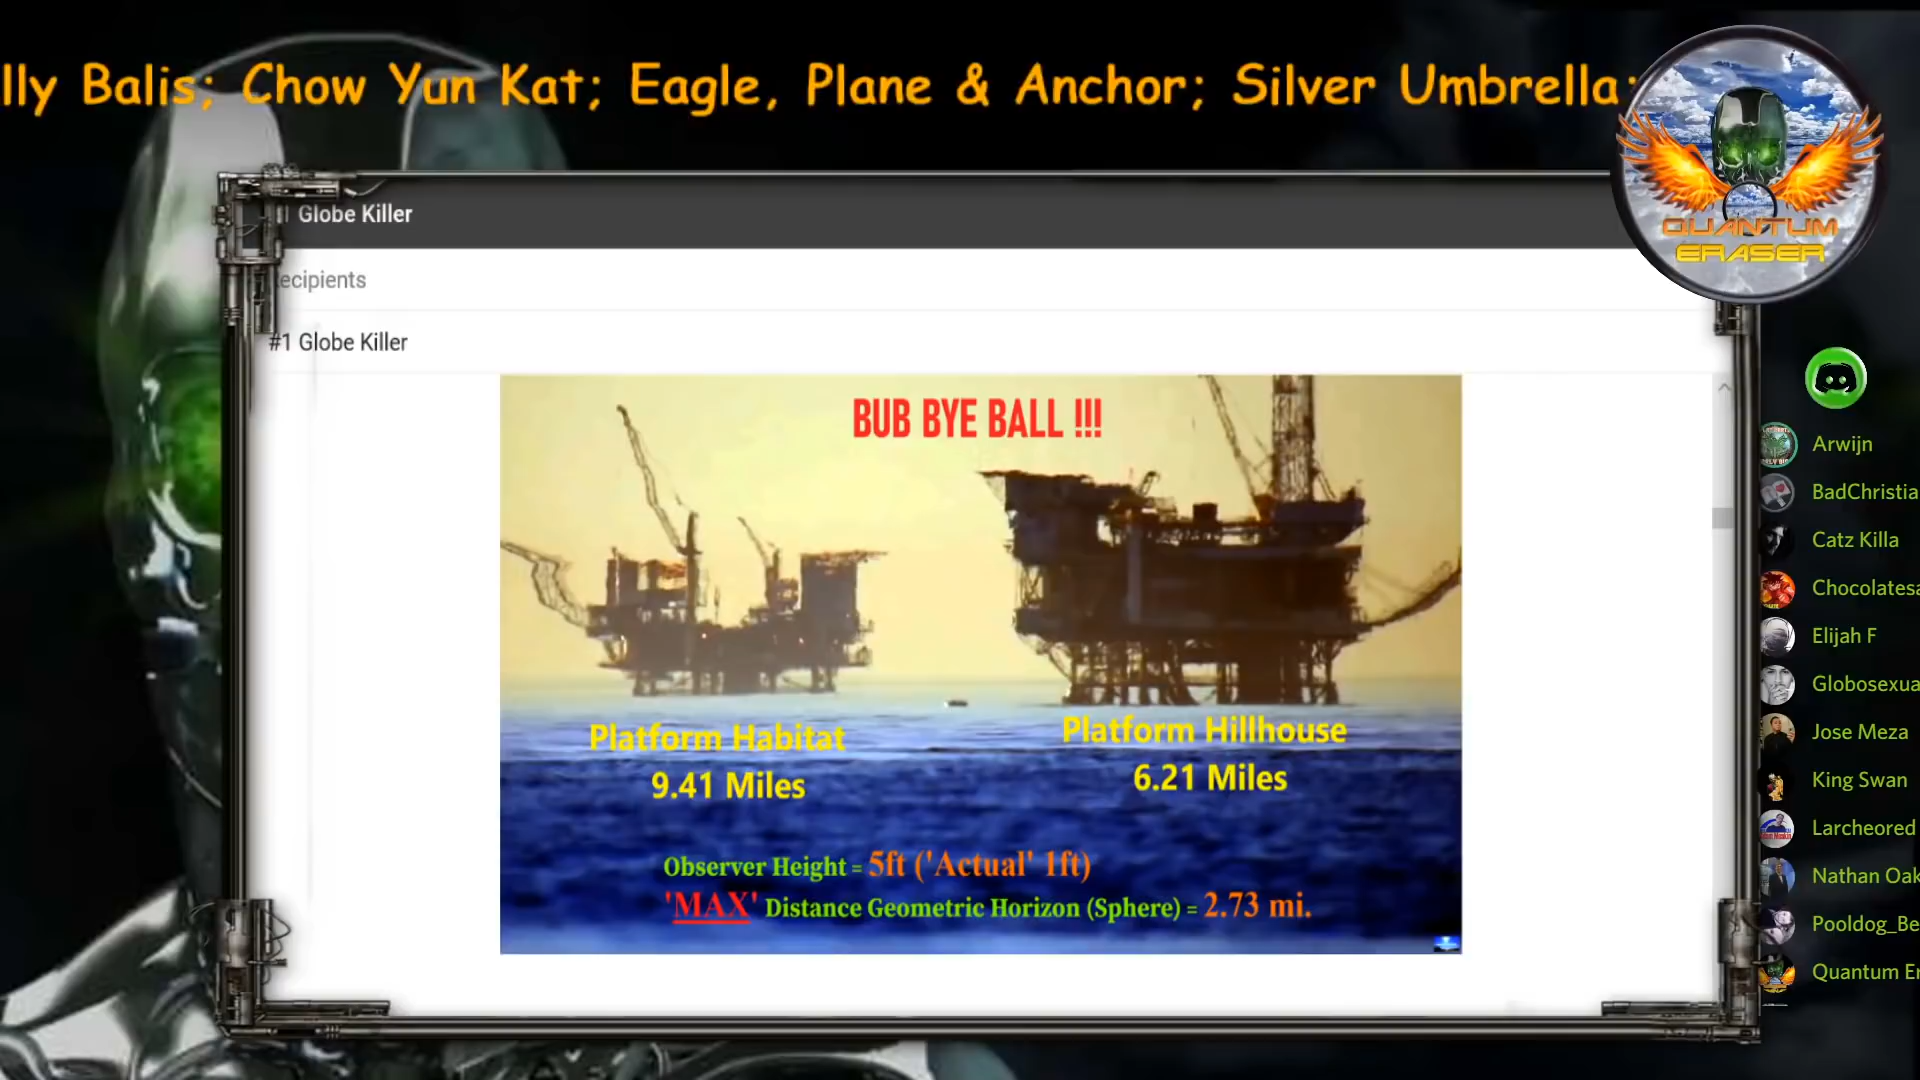 lly Balis; Chow Yun Kat; Eagle, Plane & Anchor; Silver Umbrella;
QUANTUM
ERASER
1 Globe Killer
ecipients
#1 Globe Killer
BUB BYE BALL !!!
Platform Habitat
9.41 Miles
Platform Hillhouse
6.21 Miles
Observer Height = 5ft ('Actual' 1ft)
'MAX' Distance Geometric Horizon (Sphere) = 2.73 mi.
Arwijn
BadChristia
Catz Killa
Chocolatesa
Elijah F
Globosexua
Jose Meza
King Swan
Larcheored
Nathan Oak
Pooldog_Be
Quantum Er